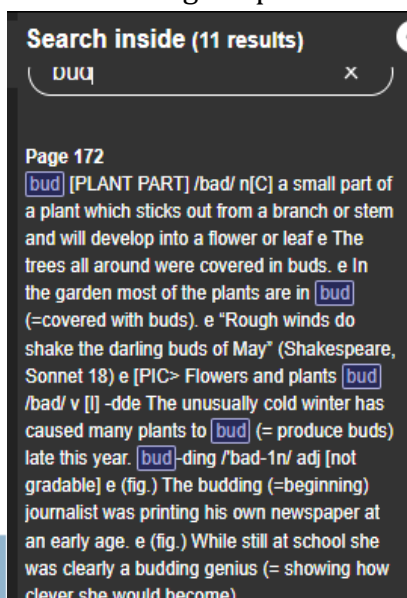 Search inside (11 results)
bud
x
Page 172
bud [PLANT PART] /bad/ n[C] a small part of
a plant which sticks out from a branch or stem
and will develop into a flower or leaf e The
trees all around were covered in buds. e In
the garden most of the plants are in bud
(=covered with buds). e “Rough winds do
shake the darling buds of May” (Shakespeare,
Sonnet 18) e [PIC> Flowers and plants bud
/bad/ v [I] -dde The unusually cold winter has
caused many plants to bud (= produce buds)
late this year. bud-ding /'bad-1n/ adj [not
gradable] e (fig.) The budding (=beginning)
journalist was printing his own newspaper at
an early age. e (fig.) While still at school she
was clearly a budding genius (= showing how
clever she would become)